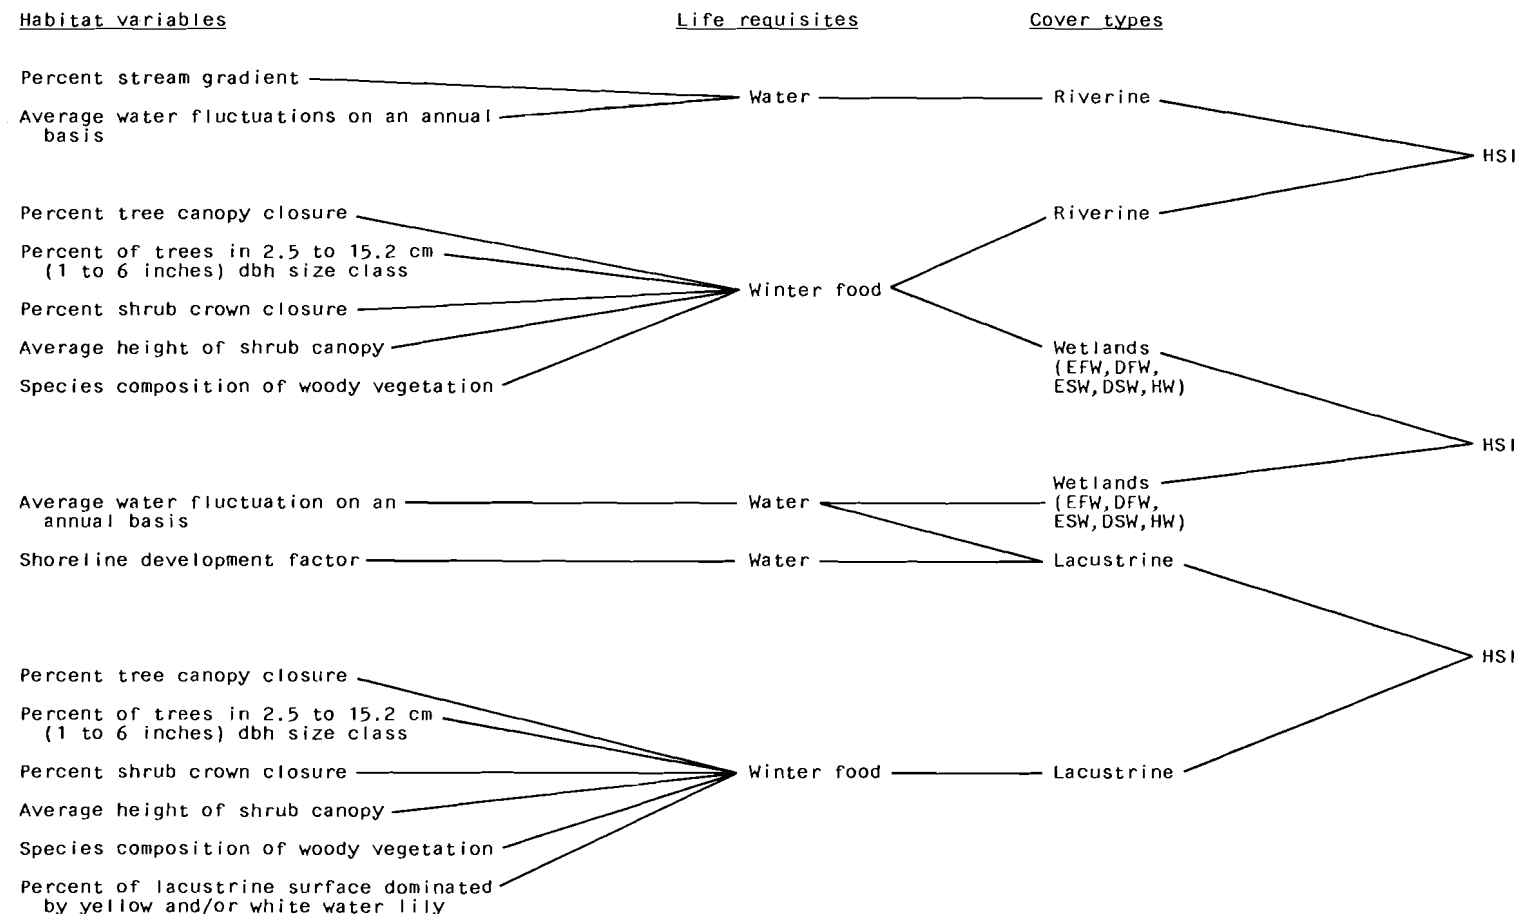 Habitat variables Life requisites Cover types
Percent stream gradient
Water Riverine
Average water fluctuations on an annual
basis
HSI
Percent tree canopy closure Riverine
Percent of trees in 2.5 to 15.2 cm
(1 to 6 inches) dbh size class
Winter food
Percent shrub crown closure
Average height of shrub canopy Wetlands
(EFW,DFW,
Species composition of woody vegetation ESW,DSW,HW)
HSI
Wetlands
Average water fluctuation on an Water (EFW,DFW,
annual basis ESW,DSW,HW)
Shoreline development factor Water Lacustrine
HSI
Percent tree canopy closure
Percent of trees in 2.5 to 15.2 cm
(1 to 6 inches) dbh size class
Percent shrub crown closure Winter food Lacustrine
Average height of shrub canopy
Species composition of woody vegetation
Percent of lacustrine surface dominated
by yellow and/or white water lily